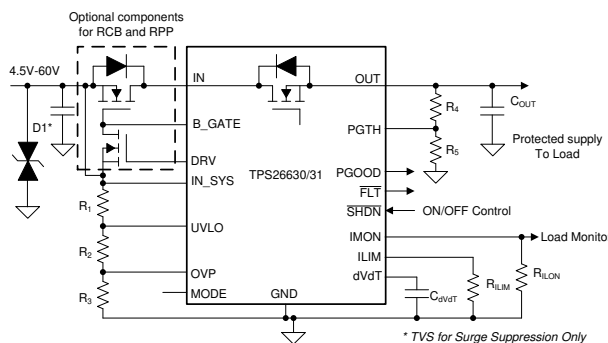 Optional components
for RCB and RPP
4.5V-60V
IN
OUT
R4
COUT
B_GATE
PGTH
D1*
Protected supply
To Load
R5
DRV
TPS26630/31
PGOOD
IN_SYS
FLT
R1
SHDN
ON/OFF Control
UVLO
IMON
Load Monito
R2
ILIM
RILON
OVP
dVdT
RILIM
CdVdT
R3
MODE
GND
* TVS for Surge Suppression Only